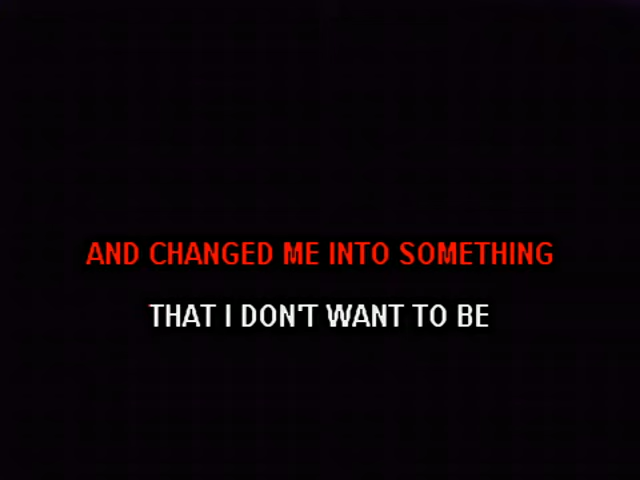 AND CHANGED ME INTO SOMETHING
THAT I DON'T WANT TO BE